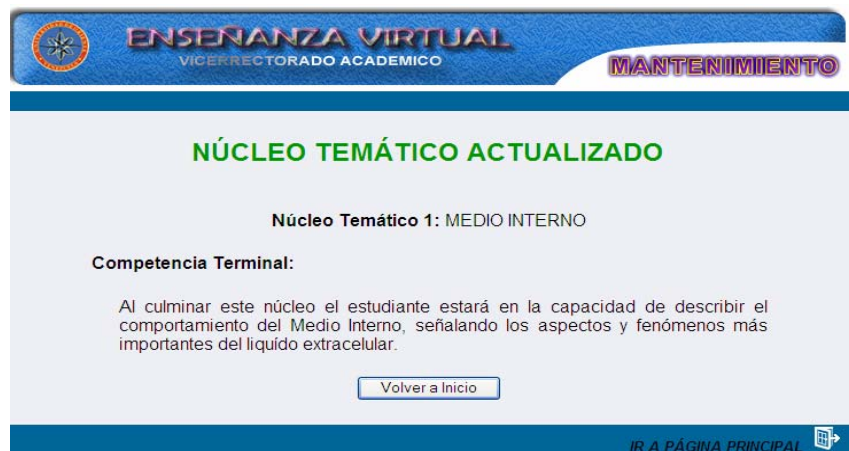 ENSEÑANZA VIRTUAL
VICERRECTORADO ACADEMICO
MANTENIMIENTO
NÚCLEO TEMÁTICO ACTUALIZADO
Núcleo Temático 1: MEDIO INTERNO
Competencia Terminal:
Al culminar este núcleo el estudiante estará en la capacidad de describir el
comportamiento del Medio Interno, señalando los aspectos y fenómenos más
importantes del liquído extracelular.
Volver a Inicio
IR A PÁGINA PRINCIPAL